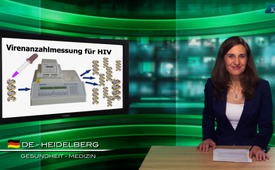 Virenanzahlmessung für HIV
DE - HEIDELBERG
GESUNDHEIT - MEDIZIN